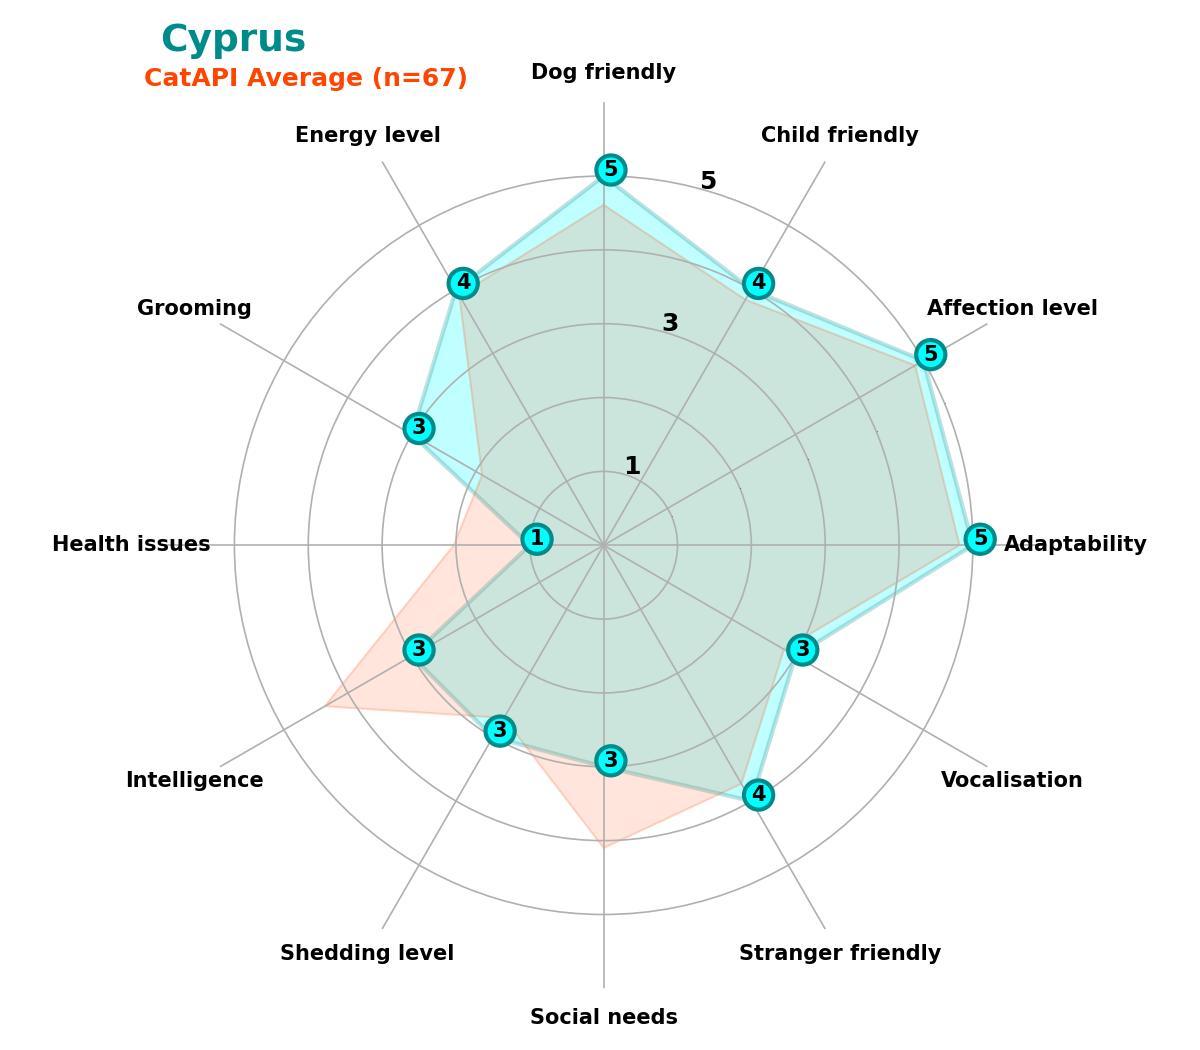 Cyprus
CatAPI Average (n=67)
Dog friendly
Energy level
Child friendly
5
5
4
4
Grooming
3
Affection level
5
3
1
Health issues
1
5
Adaptability
3
3
3
3
4
Intelligence
Vocalisation
Shedding level
Stranger friendly
Social needs